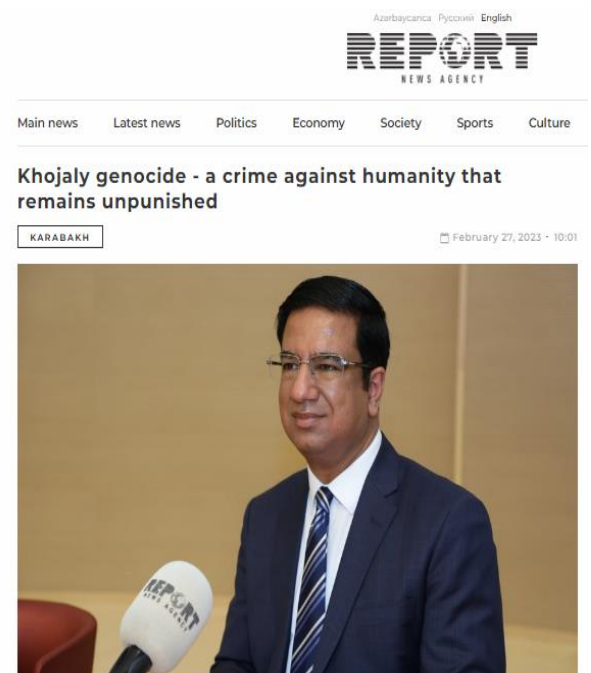 Azərbaycanca Русский English
REPORT
NEWS AGENCY
Main news Latest news Politics Economy Society Sports Culture
Khojaly genocide - a crime against humanity that
remains unpunished
KARABAKH
February 27, 2023 - 10:01
REPORT
NEWS AGENCY